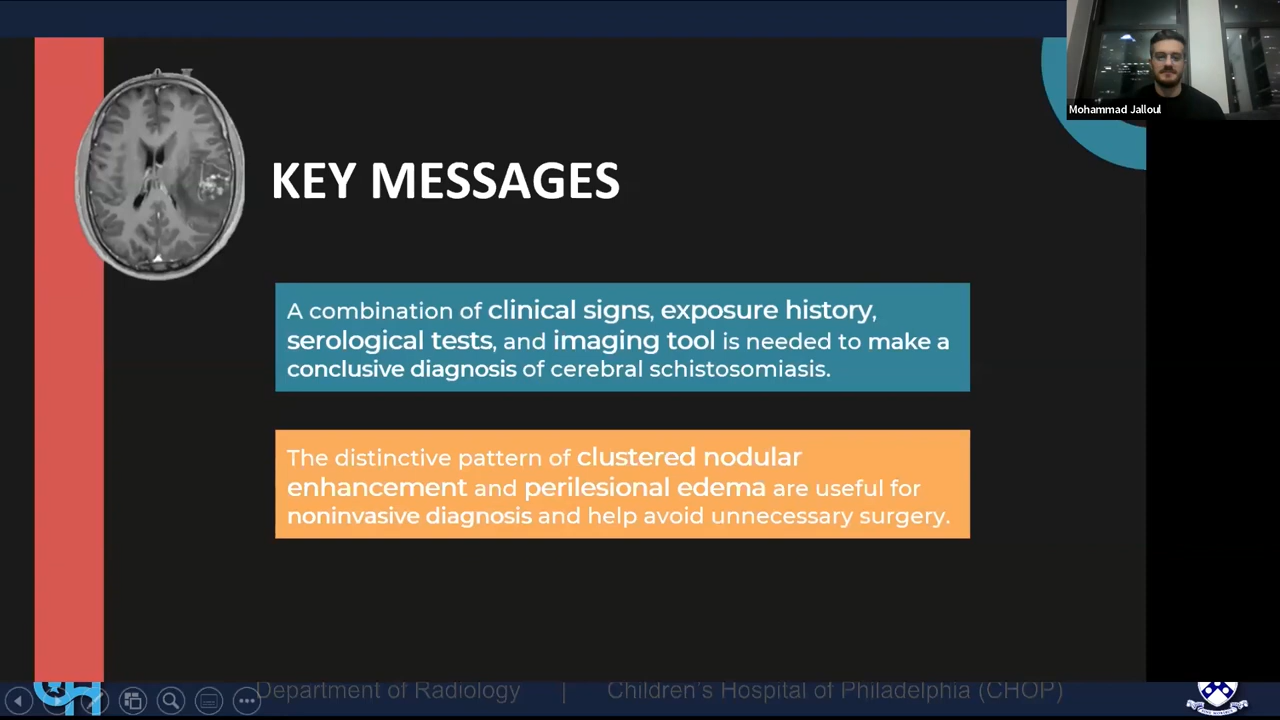 Mohammad Jalloul
KEY MESSAGES
A combination of clinical signs, exposure history,
serological tests, and imaging tool is needed to make a
conclusive diagnosis of cerebral schistosomiasis.
The distinctive pattern of clustered nodular
enhancement and perilesional edema are useful for
noninvasive diagnosis and help avoid unnecessary surgery.
Department of Radiology | Children's Hospital of Philadelphia (CHOP)